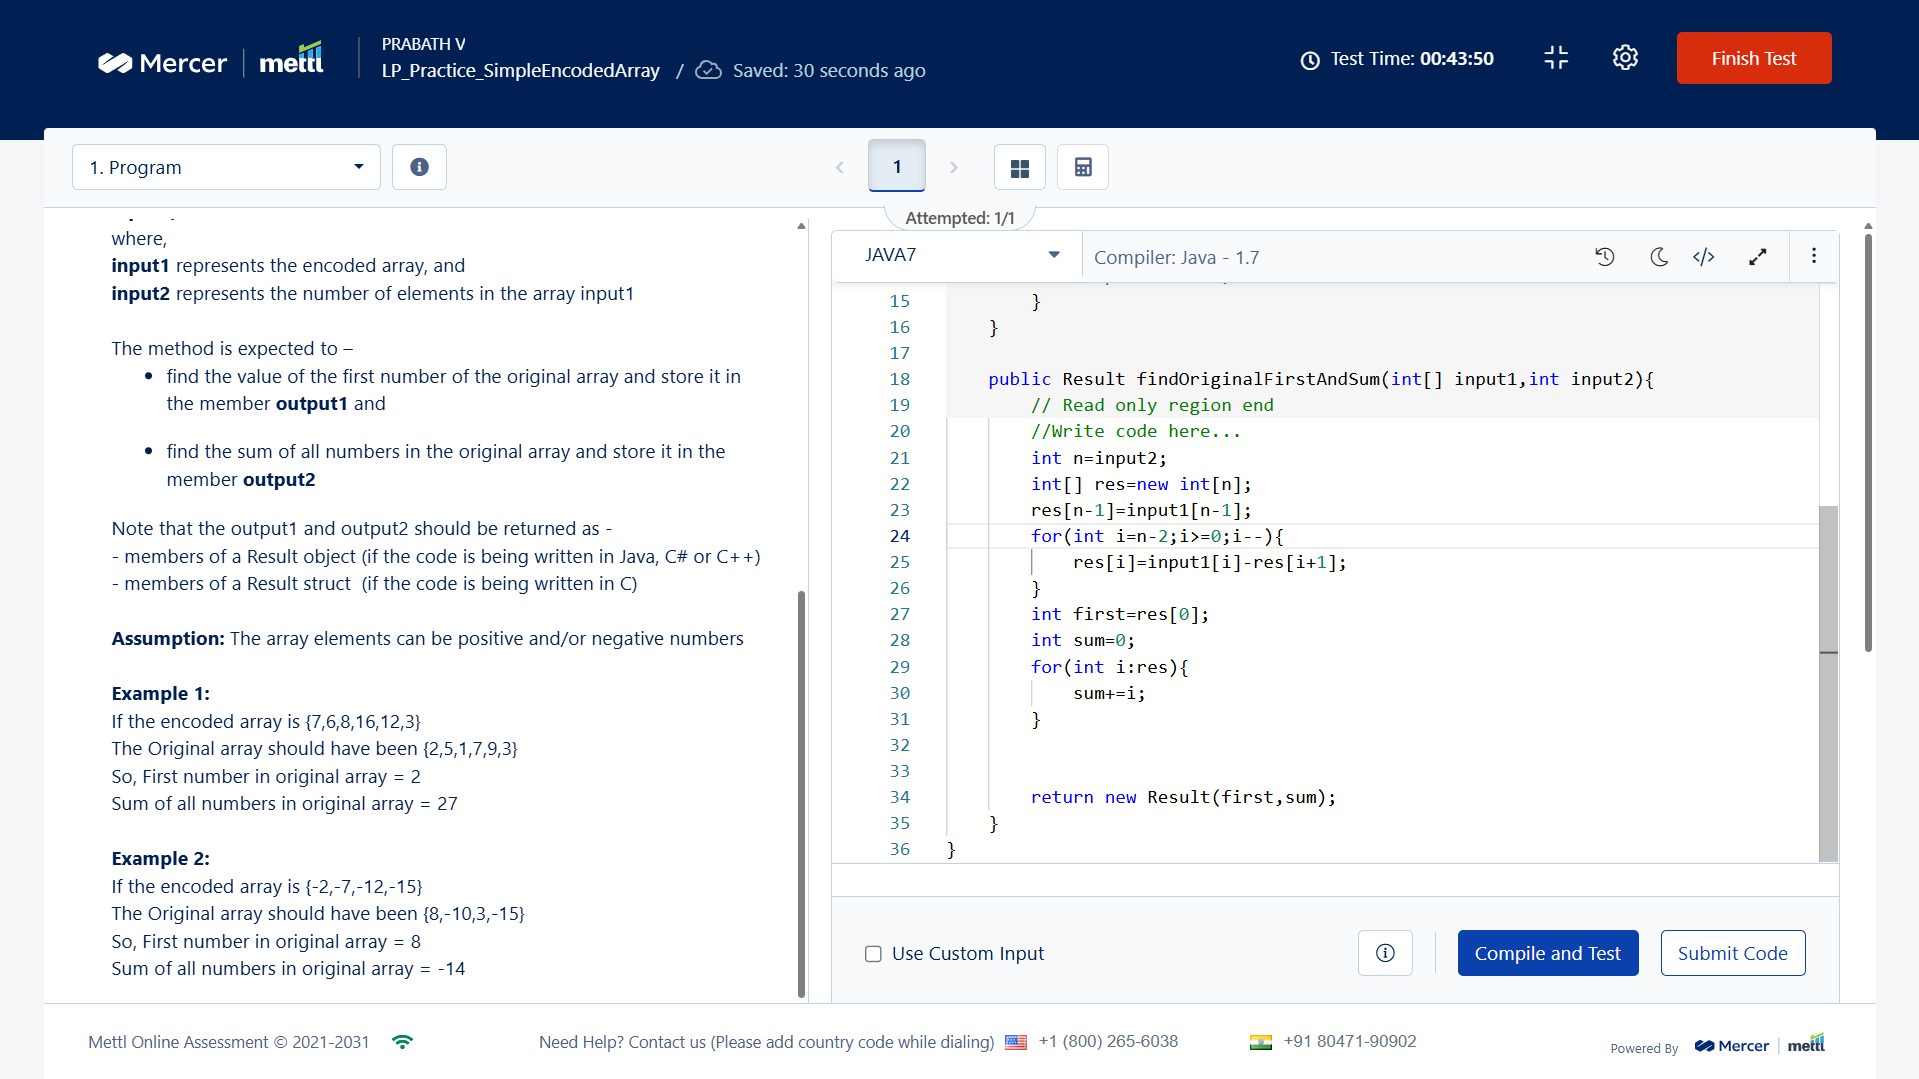 Mercer mettl
PRABATH V
LP_Practice_SimpleEncodedArray / Saved: 30 seconds ago
Test Time: 00:43:50
Finish Test
1. Program
1
Attempted: 1/1
where,
input1 represents the encoded array, and
input2 represents the number of elements in the array input1
The method is expected to –
• find the value of the first number of the original array and store it in
the member output1 and
• find the sum of all numbers in the original array and store it in the
member output2
Note that the output1 and output2 should be returned as -
- members of a Result object (if the code is being written in Java, C# or C++)
- members of a Result struct  (if the code is being written in C)
Assumption: The array elements can be positive and/or negative numbers
Example 1:
If the encoded array is {7,6,8,16,12,3}
The Original array should have been {2,5,1,7,9,3}
So, First number in original array = 2
Sum of all numbers in original array = 27
Example 2:
If the encoded array is {-2,-7,-12,-15}
The Original array should have been {8,-10,3,-15}
So, First number in original array = 8
Sum of all numbers in original array = -14
JAVA7
Compiler: Java - 1.7
15 }
16 }
17
18 public Result findOriginalFirstAndSum(int[] input1,int input2){
19 // Read only region end
20 //Write code here...
21 int n=input2;
22 int[] res=new int[n];
23 res[n-1]=input1[n-1];
24 for(int i=n-2;i>=0;i--){
25 res[i]=input1[i]-res[i+1];
26 }
27 int first=res[0];
28 int sum=0;
29 for(int i:res){
30 sum+=i;
31 }
32
33
34 return new Result(first,sum);
35 }
36 }
Use Custom Input
Compile and Test
Submit Code
Mettl Online Assessment © 2021-2031
Need Help? Contact us (Please add country code while dialing) +1 (800) 265-6038
+91 80471-90902
Powered By Mercer mettl